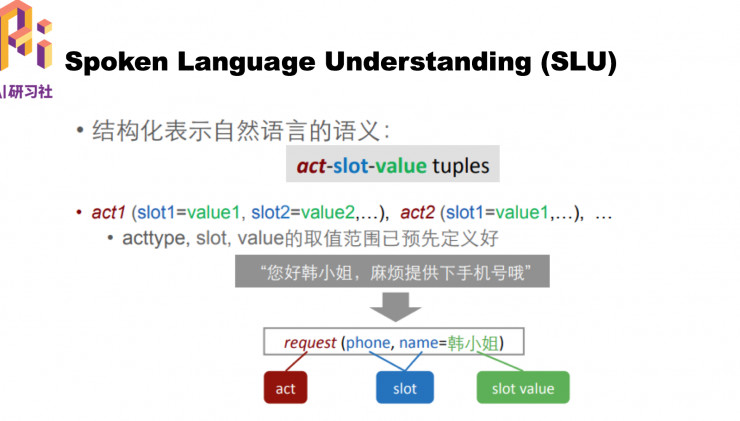 AI研习社
Spoken Language Understanding (SLU)
• 结构化表示自然语言的语义：
act-slot-value tuples
• act1 (slot1=value1, slot2=value2,…), act2 (slot1=value1,…), …
• acttype, slot, value的取值范围已预先定义好
“您好韩小姐，麻烦提供下手机号哦”
request (phone, name=韩小姐)
act
slot
slot value